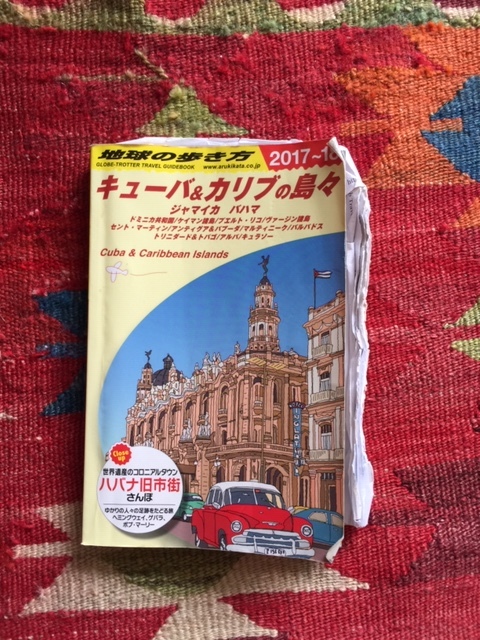 地球の歩き方
2017~18
GLOBE-TROTTER TRAVEL GUIDEBOOK www.arukikata.co.jp
キューバ&カリブの島々
ジャマイカ バハマ
ドミニカ共和国/ケイマン諸島/プエルト・リコ/ヴァージン諸島
セント・マーティン/アンティグア&バブーダ/マルティニーク/バルバドス
トリニダード&トバゴ/アルバ/キュラソー
Cuba & Caribbean Islands
Close up
世界遺産のコロニアルタウン
ハバナ旧市街
さんぽ
ゆかりの人々の足跡をたどる旅
ヘミングウェイ、ゲバラ、
ボブ・マーリー